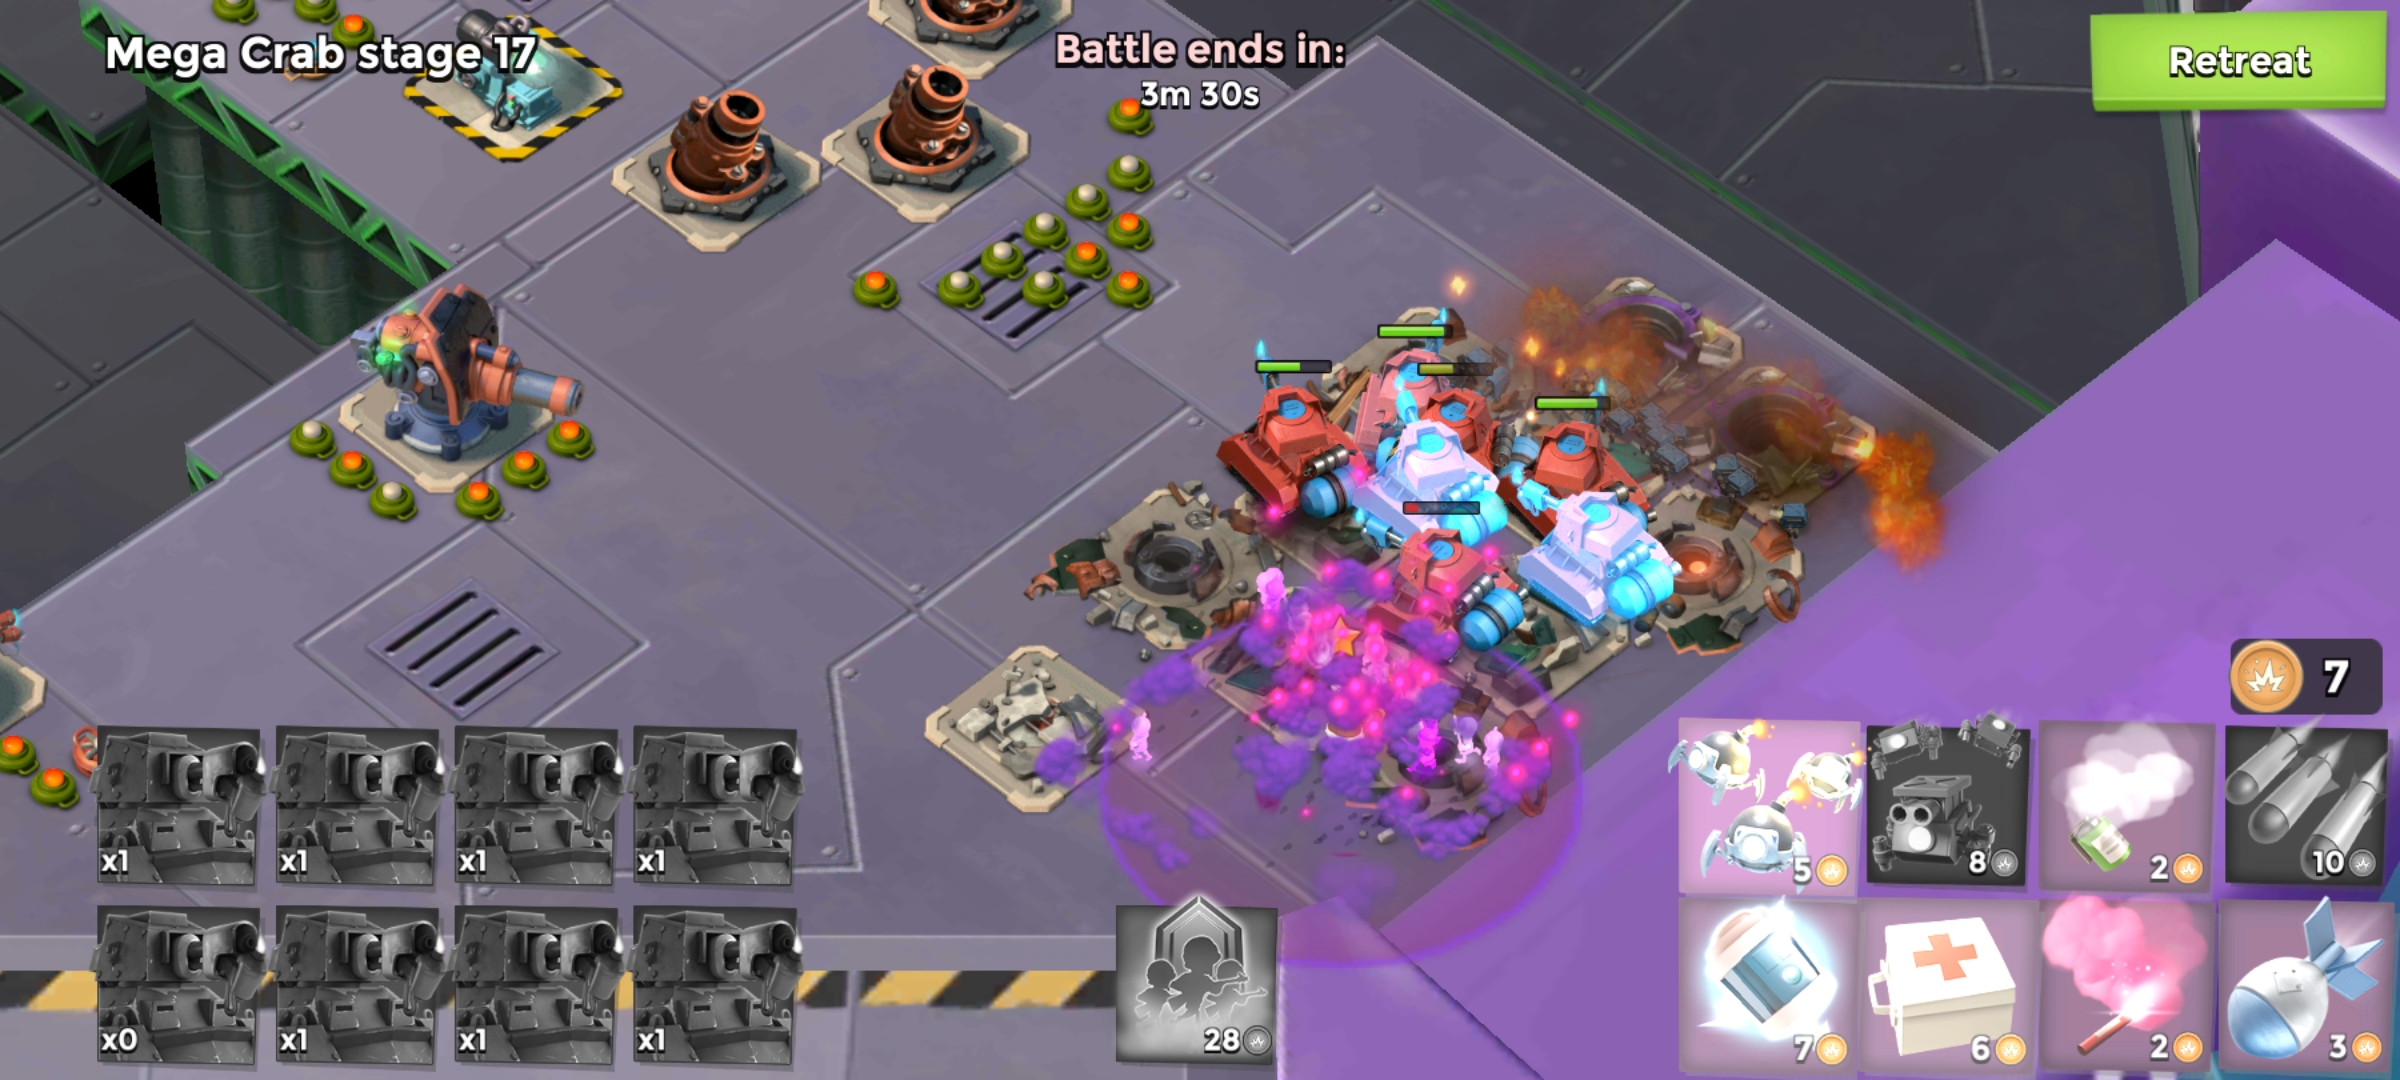 Mega Crab stage 17
Battle ends in:
3m 30s
Retreat
7
x1
x1
x1
x1
5
8
2
10
x0
x1
x1
x1
28
7
6
2
3